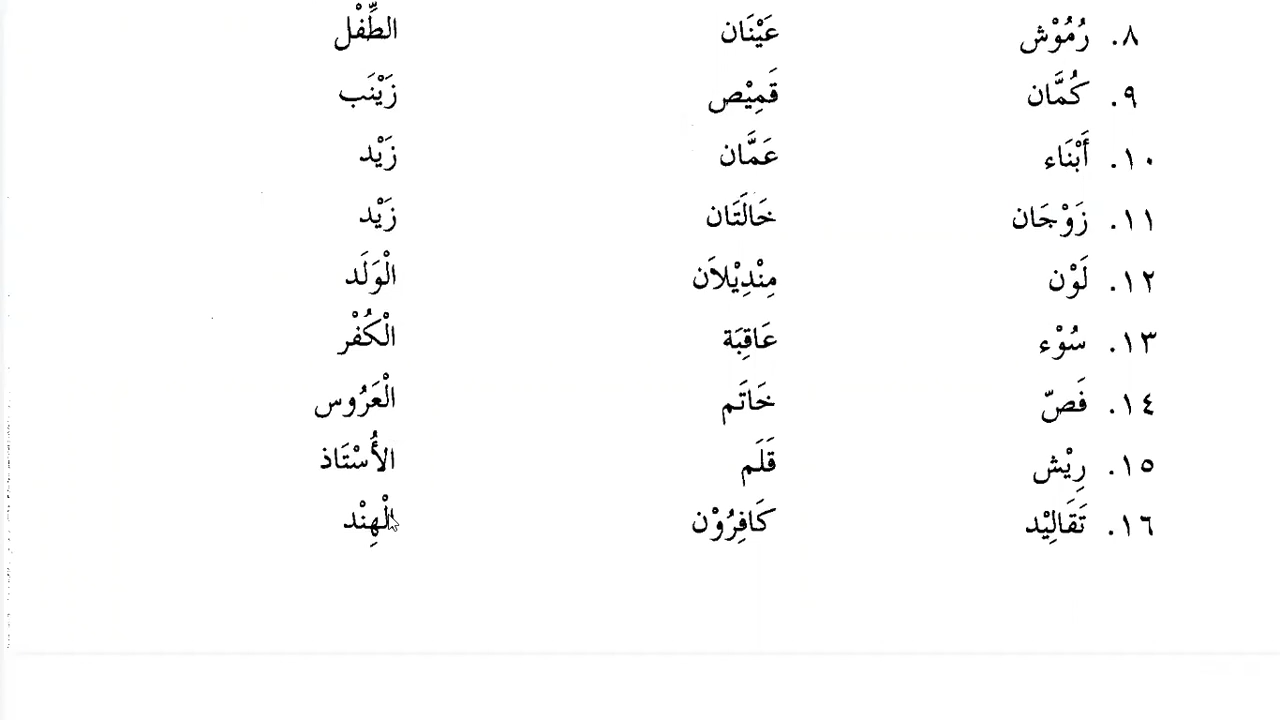 ٨. رُمُوْش عَيْنَان الطِّفْل
٩. كُمَّان قَمِيْص زَيْنَب
١٠. أَبْنَاء عَمَّان زَيْد
١١. زَوْجَان خَالَتَان زَيْد
١٢. لَوْن مِنْدِيْلاَن الْوَلَد
١٣. سُوْء عَاقِبَة الْكُفْر
١٤. فَصّ خَاتَم الْعَرُوس
١٥. رِيْش قَلَم الأُسْتَاذ
١٦. تَقَالِيْد كَافِرُوْن الْهِنْد